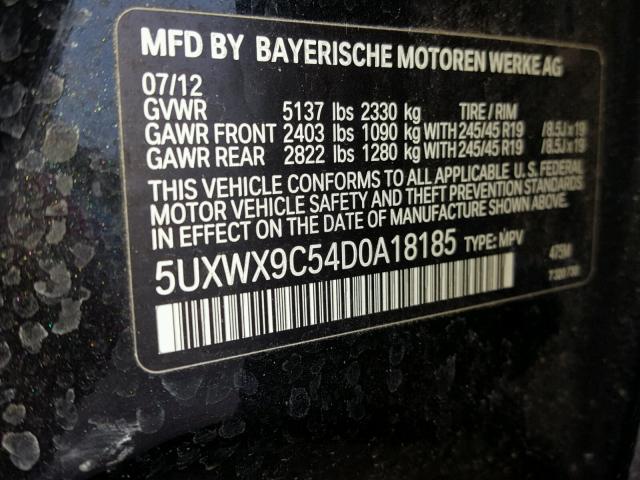 MFD BY BAYERISCHE MOTOREN WERKE AG
07/12
GVWR 5137 lbs 2330 kg TIRE / RIM
GAWR FRONT 2403 lbs 1090 kg WITH 245/45 R19 /8.5J x 19
GAWR REAR 2822 lbs 1280 kg WITH 245/45 R19 /8.5J x 19
THIS VEHICLE CONFORMS TO ALL APPLICABLE U. S. FEDERAL
MOTOR VEHICLE SAFETY AND THEFT PREVENTION STANDARDS
IN EFFECT ON THE DATE OF MANUFACTURE SHOWN ABOVE.
5UXWX9C54D0A18185 TYPE: MPV 475M